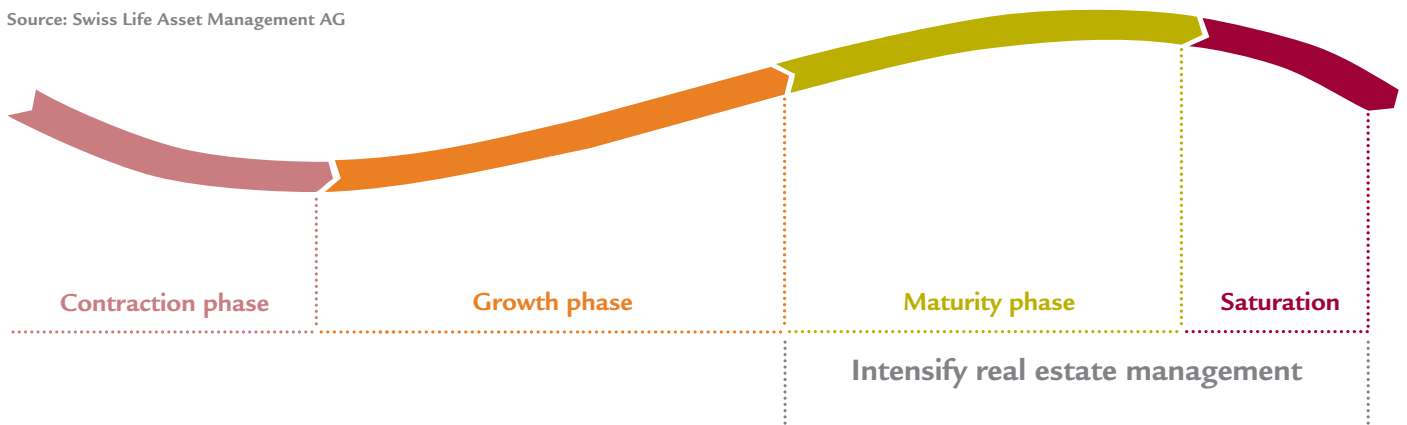 Source: Swiss Life Asset Management AG
Contraction phase
Growth phase
Maturity phase
Saturation
Intensify real estate management